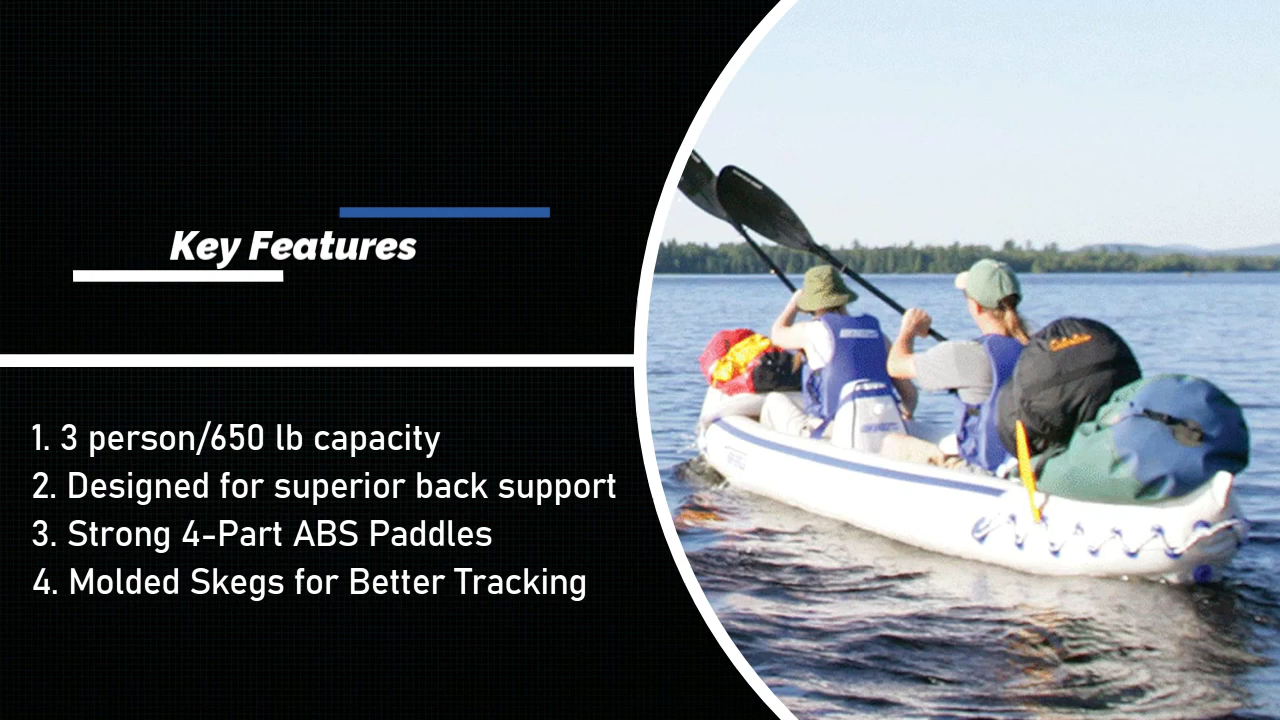 Key Features
1. 3 person/650 lb capacity
2. Designed for superior back support
3. Strong 4-Part ABS Paddles
4. Molded Skegs for Better Tracking